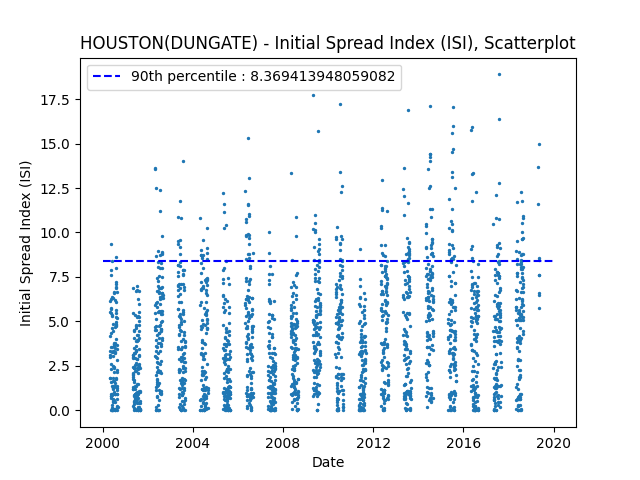 HOUSTON(DUNGATE) - Initial Spread Index (ISI), Scatterplot
90th percentile : 8.369413948059082
Initial Spread Index (ISI)
17.5
15.0
12.5
10.0
7.5
5.0
2.5
0.0
2000 2004 2008 2012 2016 2020
Date